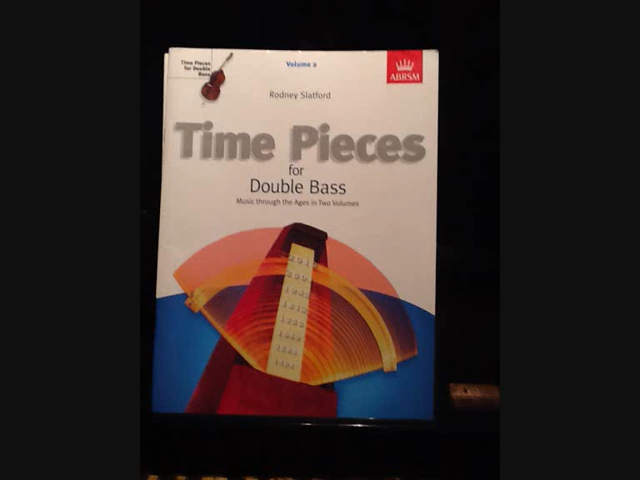 Time Pieces
for Double
Bass
Volume 2
ABRSM
Rodney Slatford
Time Pieces
for
Double Bass
Music through the Ages in Two Volumes